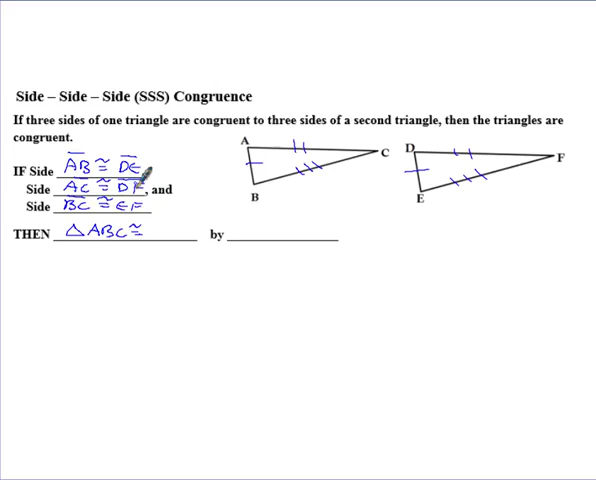 Side – Side – Side (SSS) Congruence
If three sides of one triangle are congruent to three sides of a second triangle, then the triangles are
congruent.
A
C
B
D
F
E
IF Side AB ≅ DE
Side AC ≅ DF, and
Side BC ≅ EF
THEN △ABC ≅ by